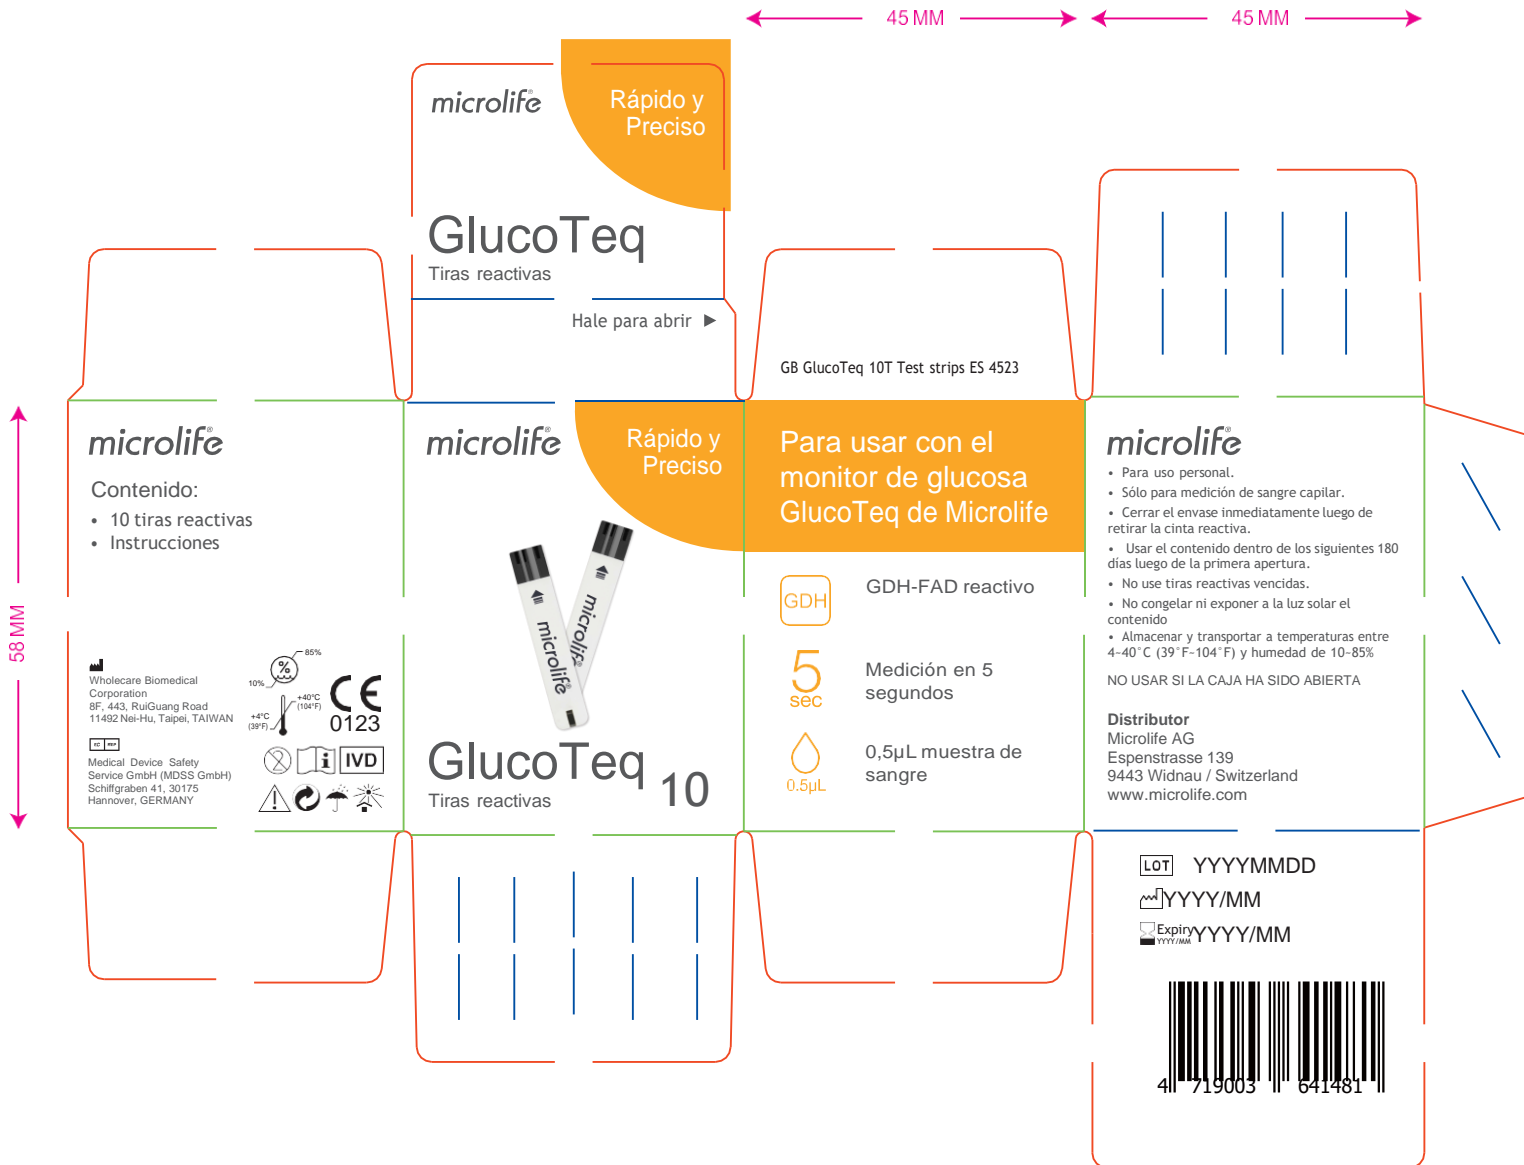 45 MM
45 MM
microlife®
Rápido y
Preciso
GlucoTeq
Tiras reactivas
Hale para abrir ►
GB GlucoTeq 10T Test strips ES 4523
58 MM
microlife®
Contenido:
• 10 tiras reactivas
• Instrucciones
Wholecare Biomedical
Corporation
8F, 443, RuiGuang Road
11492 Nei-Hu, Taipei, TAIWAN
EC REP
Medical Device Safety
Service GmbH (MDSS GmbH)
Schiffgraben 41, 30175
Hannover, GERMANY
85%
%
10%
+40°C
(104°F)
+4°C
(39°F)
CE
0123
2
i
IVD
microlife®
Rápido y
Preciso
microlife®
microlife®
GlucoTeq 10
Tiras reactivas
Para usar con el
monitor de glucosa
GlucoTeq de Microlife
GDH
GDH-FAD reactivo
5
sec
Medición en 5
segundos
0.5µL
0,5µL muestra de
sangre
microlife®
• Para uso personal.
• Sólo para medición de sangre capilar.
• Cerrar el envase inmediatamente luego de
retirar la cinta reactiva.
• Usar el contenido dentro de los siguientes 180
días luego de la primera apertura.
• No use tiras reactivas vencidas.
• No congelar ni exponer a la luz solar el
contenido
• Almacenar y transportar a temperaturas entre
4~40˚C (39˚F~104˚F) y humedad de 10~85%
NO USAR SI LA CAJA HA SIDO ABIERTA
Distributor
Microlife AG
Espenstrasse 139
9443 Widnau / Switzerland
www.microlife.com
LOT YYYYMMDD
YYYY/MM
Expiry YYYY/MM YYYY/MM
4 719003 641481